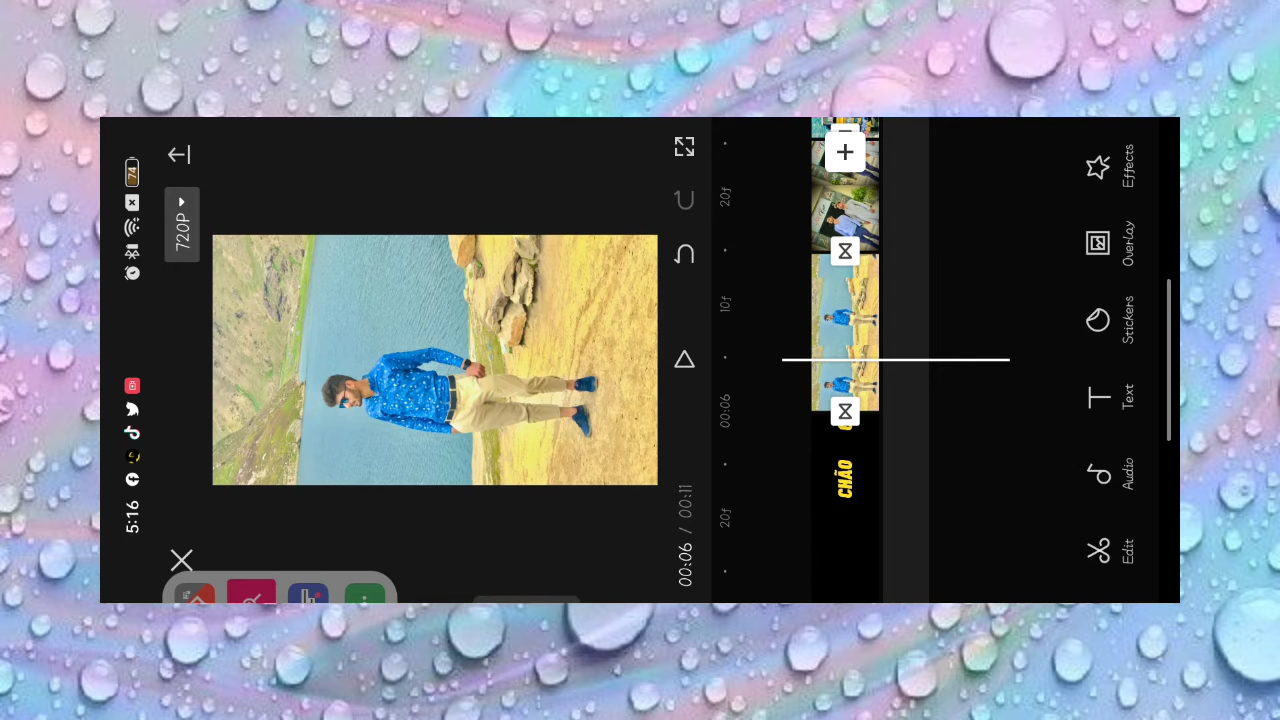 5:16
74
720P
00:06 / 00:11
20f
00:06
10f
20f
CHÃO
Edit
Audio
Text
Stickers
Overlay
Effects